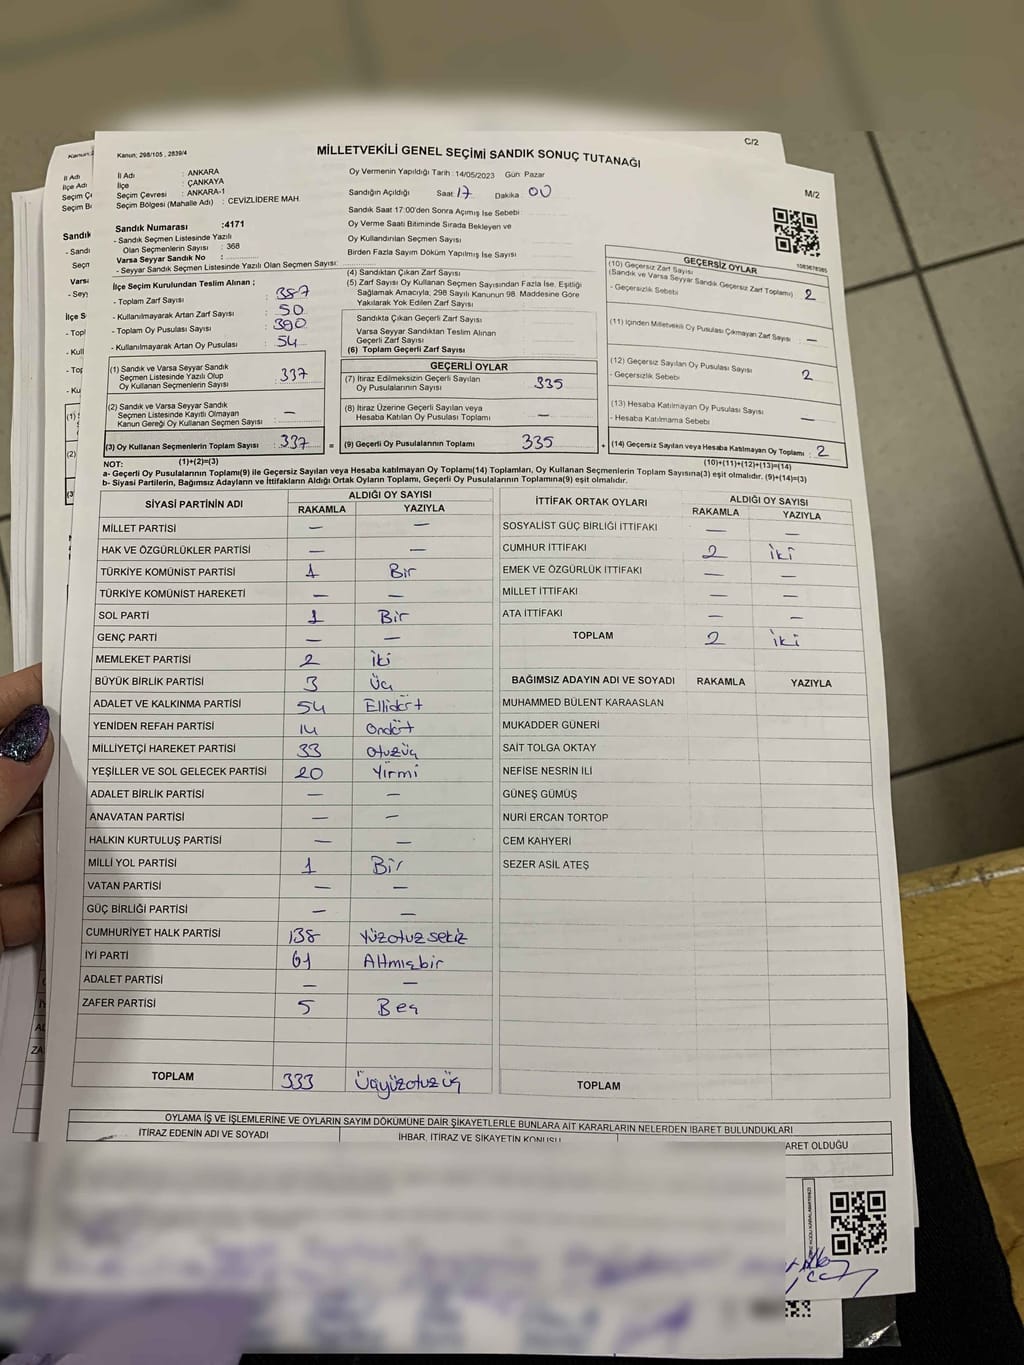 C/2
Kanun; 298/105 , 2839/4
MİLLETVEKİLİ GENEL SEÇİMİ SANDIK SONUÇ TUTANAĞI
M/2
İl Adı : ANKARA
İlçe : ÇANKAYA
Seçim Çevresi : ANKARA-1
Seçim Bölgesi (Mahalle Adı) : CEVİZLİDERE MAH.
Oy Vermenin Yapıldığı Tarih : 14/05/2023 Gün: Pazar
Sandığın Açıldığı Saat 17 Dakika 00
Sandık Saat 17:00'den Sonra Açımış İse Sebebi
Oy Verme Saati Bitiminde Sırada Bekleyen ve
Oy Kullandırılan Seçmen Sayısı
Birden Fazla Sayım Döküm Yapılmış İse Sayısı
Sandık Numarası :4171
- Sandık Seçmen Listesinde Yazılı
Olan Seçmenlerin Sayısı : 368
Varsa Seyyar Sandık No :
- Seyyar Sandık Seçmen Listesinde Yazılı Olan Seçmen Sayısı:
İlçe Seçim Kurulundan Teslim Alınan ;
- Toplam Zarf Sayısı : 387
- Kullanılmayarak Artan Zarf Sayısı : 50
- Toplam Oy Pusulası Sayısı : 390
- Kullanılmayarak Artan Oy Pusulası : 54
(4) Sandıktan Çıkan Zarf Sayısı
(5) Zarf Sayısı Oy Kullanan Seçmen Sayısından Fazla İse, Eşitliği
Sağlamak Amacıyla, 298 Sayılı Kanunun 98. Maddesine Göre
Yakılarak Yok Edilen Zarf Sayısı
Sandıkta Çıkan Geçerli Zarf Sayısı
Varsa Seyyar Sandıktan Teslim Alınan
Geçerli Zarf Sayısı
(6) Toplam Geçerli Zarf Sayısı
(1) Sandık ve Varsa Seyyar Sandık
Seçmen Listesinde Yazılı Olup
Oy Kullanan Seçmenlerin Sayısı 337
(2) Sandık ve Varsa Seyyar Sandık
Seçmen Listesinde Kayıtlı Olmayan
Kanun Gereği Oy Kullanan Seçmen Sayısı —
(3) Oy Kullanan Seçmenlerin Toplam Sayısı 337 =
(1)+(2)=(3)
GEÇERLİ OYLAR
(7) İtiraz Edilmeksizin Geçerli Sayılan
Oy Pusulalarının Sayısı 335
(8) İtiraz Üzerine Geçerli Sayılan veya
Hesaba Katılan Oy Pusulası Toplamı —
(9) Geçerli Oy Pusulalarının Toplamı 335 +
1083678385
GEÇERSİZ OYLAR
(10) Geçersiz Zarf Sayısı
(Sandık ve Varsa Seyyar Sandık Geçersiz Zarf Toplamı)
- Geçersizlik Sebebi 2
(11) İçinden Milletvekili Oy Pusulası Çıkmayan Zarf Sayısı —
(12) Geçersiz Sayılan Oy Pusulası Sayısı
- Geçersizlik Sebebi 2
(13) Hesaba Katılmayan Oy Pusulası Sayısı
- Hesaba Katılmama Sebebi —
(14) Geçersiz Sayılan veya Hesaba Katılmayan Oy Toplamı : 2
(10)+(11)+(12)+(13)=(14)
NOT:
a- Geçerli Oy Pusulalarının Toplamı(9) ile Geçersiz Sayılan veya Hesaba katılmayan Oy Toplamı(14) Toplamları, Oy Kullanan Seçmenlerin Toplam Sayısına(3) eşit olmalıdır. (9)+(14)=(3)
b- Siyasi Partilerin, Bağımsız Adayların ve İttifakların Aldığı Ortak Oyların Toplamı, Geçerli Oy Pusulalarının Toplamına(9) eşit olmalıdır.
SİYASİ PARTİNİN ADI ALDIĞI OY SAYISI
RAKAMLA YAZIYLA
MİLLET PARTİSİ — —
HAK VE ÖZGÜRLÜKLER PARTİSİ — —
TÜRKİYE KOMÜNİST PARTİSİ 1 Bir
TÜRKİYE KOMÜNİST HAREKETİ — —
SOL PARTİ 1 Bir
GENÇ PARTİ — —
MEMLEKET PARTİSİ 2 iki
BÜYÜK BİRLİK PARTİSİ 3 Üç
ADALET VE KALKINMA PARTİSİ 54 Ellidört
YENİDEN REFAH PARTİSİ 14 Ondört
MİLLİYETÇİ HAREKET PARTİSİ 33 otuzüç
YEŞİLLER VE SOL GELECEK PARTİSİ 20 Yirmi
ADALET BİRLİK PARTİSİ — —
ANAVATAN PARTİSİ — —
HALKIN KURTULUŞ PARTİSİ — —
MİLLİ YOL PARTİSİ 1 Bir
VATAN PARTİSİ — —
GÜÇ BİRLİĞİ PARTİSİ — —
CUMHURİYET HALK PARTİSİ 138 Yüzotuzsekiz
İYİ PARTİ 61 Altmışbir
ADALET PARTİSİ — —
ZAFER PARTİSİ 5 Beş
TOPLAM 333 Üçyüzotuzüç
İTTİFAK ORTAK OYLARI ALDIĞI OY SAYISI
RAKAMLA YAZIYLA
SOSYALİST GÜÇ BİRLİĞİ İTTİFAKI — —
CUMHUR İTTİFAKI 2 iki
EMEK VE ÖZGÜRLÜK İTTİFAKI — —
MİLLET İTTİFAKI — —
ATA İTTİFAKI — —
TOPLAM 2 iki
BAĞIMSIZ ADAYIN ADI VE SOYADI RAKAMLA YAZIYLA
MUHAMMED BÜLENT KARAASLAN
MUKADDER GÜNERİ
SAİT TOLGA OKTAY
NEFİSE NESRİN İLİ
GÜNEŞ GÜMÜŞ
NURİ ERCAN TORTOP
CEM KAHYERİ
SEZER ASİL ATEŞ
TOPLAM
OYLAMA İŞ VE İŞLEMLERİNE VE OYLARIN SAYIM DÖKÜMÜNE DAİR ŞİKAYETLERLE BUNLARA AİT KARARLARIN NELERDEN İBARET BULUNDUKLARI
İTİRAZ EDENİN ADI VE SOYADI İHBAR, İTİRAZ VE ŞİKAYETİN KONUSU ARET OLDUĞU